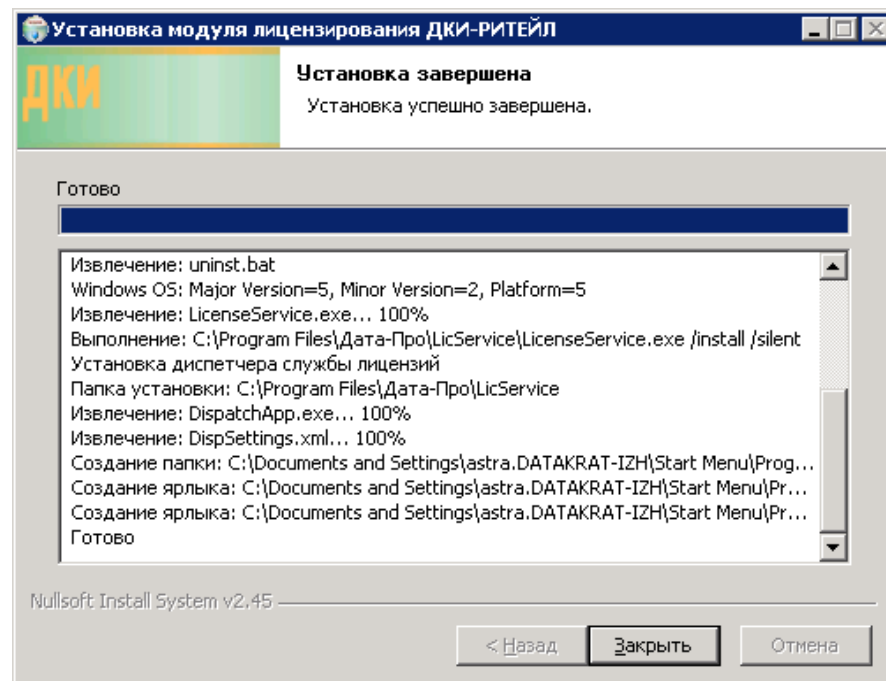 Установка модуля лицензирования ДКИ-РИТЕЙЛ
ДКИ
Установка завершена
Установка успешно завершена.
Готово
Извлечение: uninst.bat
Windows OS: Major Version=5, Minor Version=2, Platform=5
Извлечение: LicenseService.exe... 100%
Выполнение: C:\Program Files\Дата-Про\LicService\LicenseService.exe /install /silent
Установка диспетчера службы лицензий
Папка установки: C:\Program Files\Дата-Про\LicService
Извлечение: DispatchApp.exe... 100%
Извлечение: DispSettings.xml... 100%
Создание папки: C:\Documents and Settings\astra.DATAKRAT-IZH\Start Menu\Prog...
Создание ярлыка: C:\Documents and Settings\astra.DATAKRAT-IZH\Start Menu\Pr...
Создание ярлыка: C:\Documents and Settings\astra.DATAKRAT-IZH\Start Menu\Pr...
Готово
Nullsoft Install System v2.45
< Назад
Закрыть
Отмена